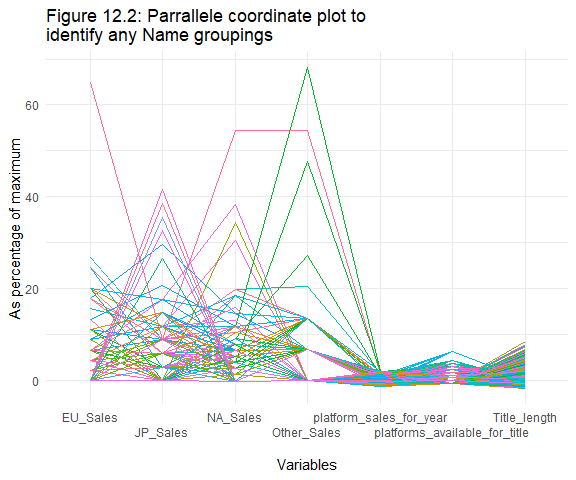 Figure 12.2: Parrallele coordinate plot to
identify any Name groupings
As percentage of maximum
60
40
20
0
EU_Sales
NA_Sales
platform_sales_for_year
Title_length
JP_Sales
Other_Sales
platforms_available_for_title
Variables